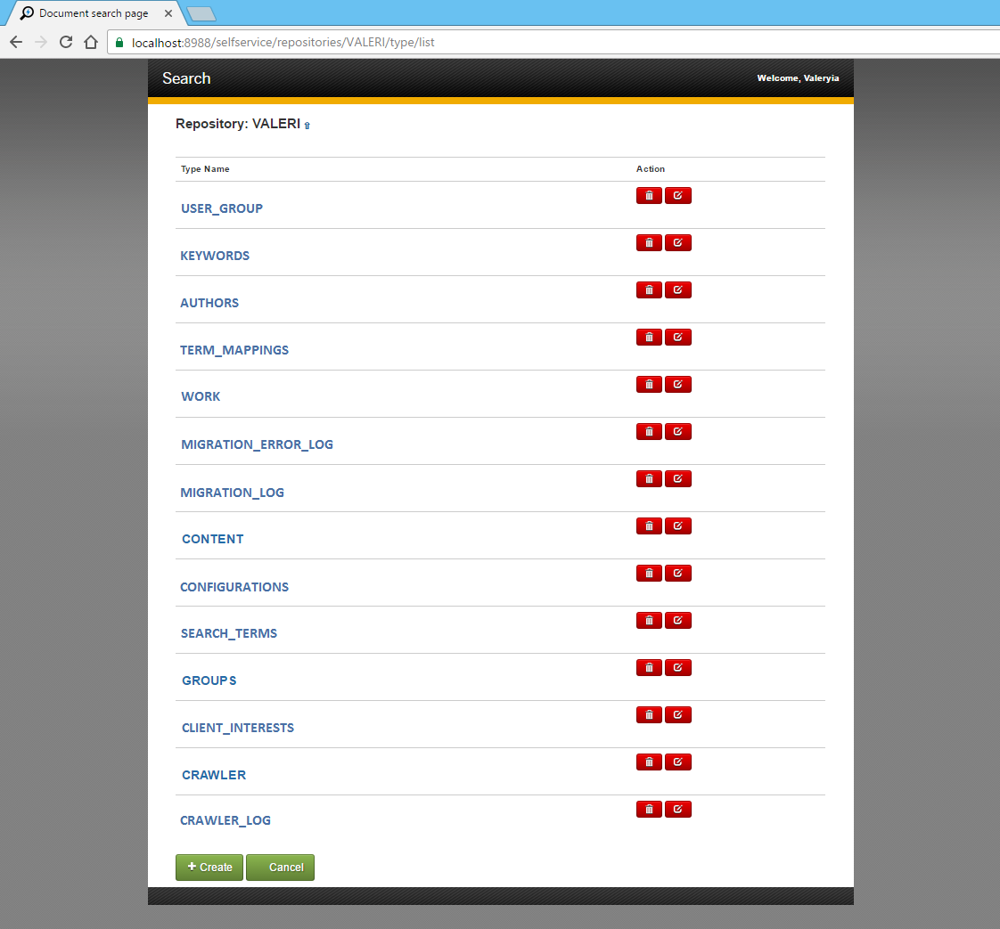 Document search page
localhost:8988/selfservice/repositories/VALERI/type/list
Search
Welcome, Valeryia
Repository: VALERI
Type Name Action
USER_GROUP
KEYWORDS
AUTHORS
TERM_MAPPINGS
WORK
MIGRATION_ERROR_LOG
MIGRATION_LOG
CONTENT
CONFIGURATIONS
SEARCH_TERMS
GROUPS
CLIENT_INTERESTS
CRAWLER
CRAWLER_LOG
+ Create Cancel